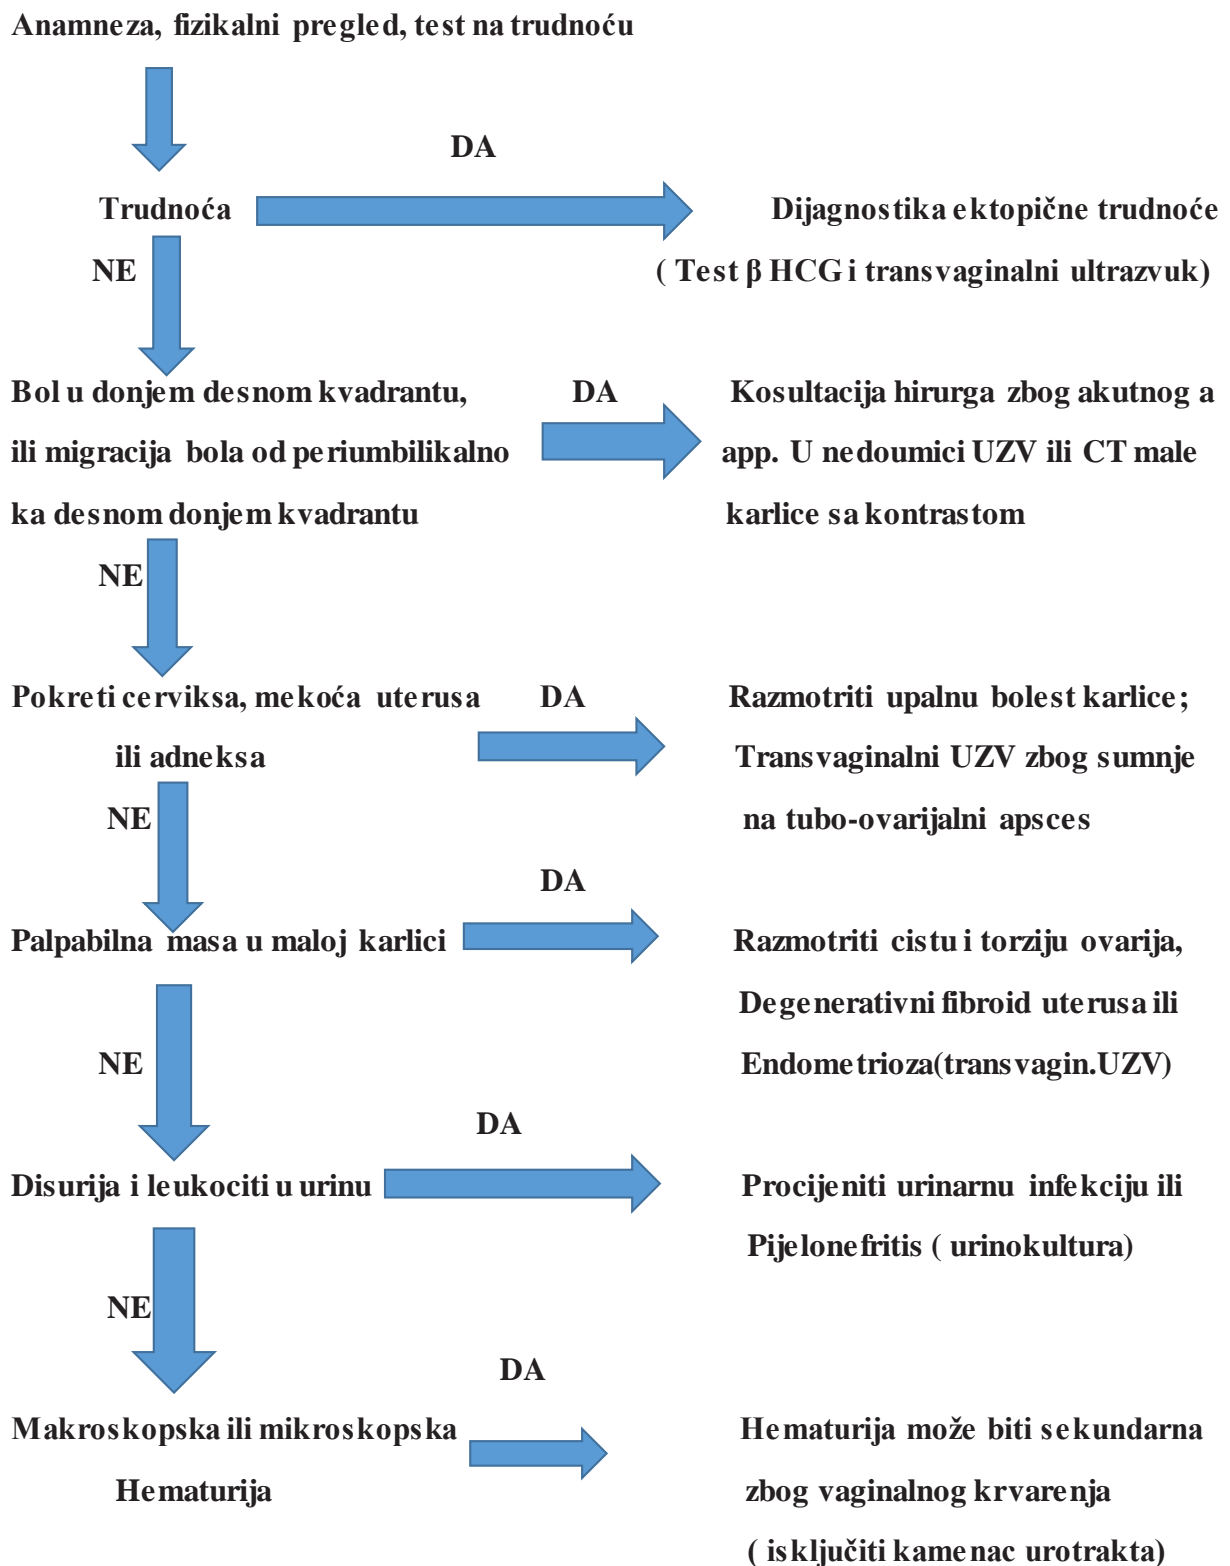 Anamneza, fizikalni pregled, test na trudnoću
DA
Trudnoća
Dijagnostika ektopične trudnoće
NE
( Test β HCG i transvaginalni ultrazvuk)
Bol u donjem desnom kvadrantu,
DA
Kosultacija hirurga zbog akutnog a
ili migracija bola od periumbilikalno
app. U nedoumici UZV ili CT male
ka desnom donjem kvadrantu
karlice sa kontrastom
NE
Pokreti cerviksa, mekoća uterusa
DA
Razmotriti upalnu bolest karlice;
ili adneksa
Transvaginalni UZV zbog sumnje
NE
na tubo-ovarijalni apsces
DA
Palpabilna masa u maloj karlici
Razmotriti cistu i torziju ovarija,
Degenerativni fibroid uterusa ili
NE
Endometrioza(transvagin.UZV)
DA
Disurija i leukociti u urinu
Procijeniti urinarnu infekciju ili
Pijelonefritis ( urinokultura)
NE
DA
Makroskopska ili mikroskopska
Hematurija može biti sekundarna
Hematurija
zbog vaginalnog krvarenja
( isključiti kamenac urotrakta)